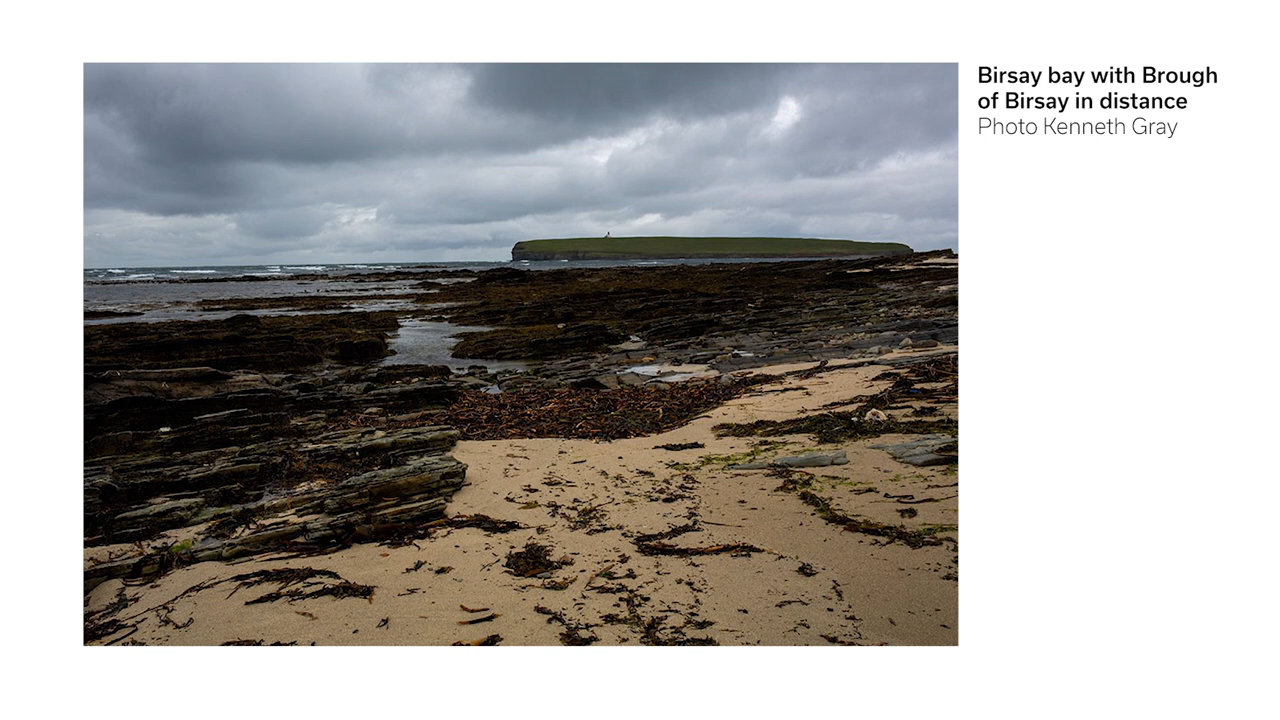 Birsay bay with Brough
of Birsay in distance
Photo Kenneth Gray